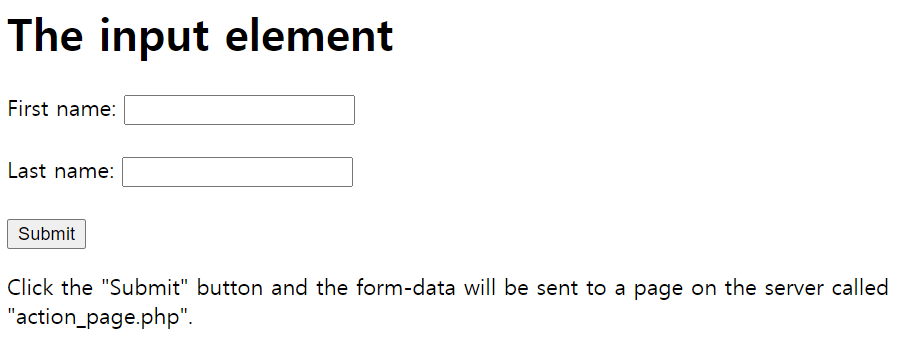 The input element
First name:
Last name:
Submit
Click the "Submit" button and the form-data will be sent to a page on the server called
"action_page.php".